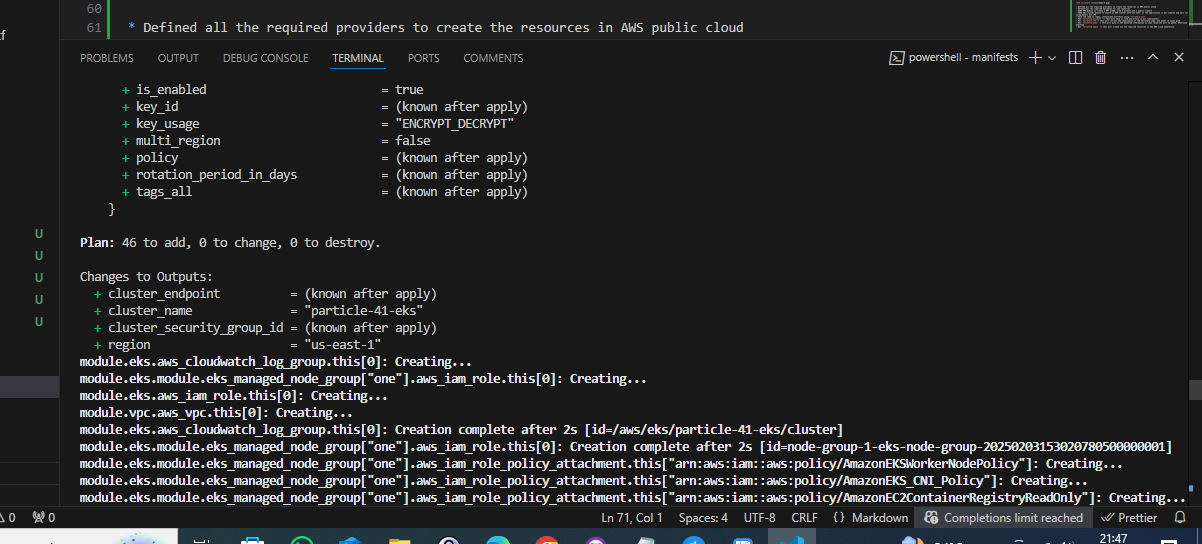 60
61 * Defined all the required providers to create the resources in AWS public cloud
PROBLEMS OUTPUT DEBUG CONSOLE TERMINAL PORTS COMMENTS powershell - manifests
+ is_enabled = true
+ key_id = (known after apply)
+ key_usage = "ENCRYPT_DECRYPT"
+ multi_region = false
+ policy = (known after apply)
+ rotation_period_in_days = (known after apply)
+ tags_all = (known after apply)
}
U
Plan: 46 to add, 0 to change, 0 to destroy.
U
Changes to Outputs:
U
+ cluster_endpoint = (known after apply)
U
+ cluster_name = "particle-41-eks"
U
+ cluster_security_group_id = (known after apply)
+ region = "us-east-1"
module.eks.aws_cloudwatch_log_group.this[0]: Creating...
module.eks.module.eks_managed_node_group["one"].aws_iam_role.this[0]: Creating...
module.eks.aws_iam_role.this[0]: Creating...
module.vpc.aws_vpc.this[0]: Creating...
module.eks.aws_cloudwatch_log_group.this[0]: Creation complete after 2s [id=/aws/eks/particle-41-eks/cluster]
module.eks.module.eks_managed_node_group["one"].aws_iam_role.this[0]: Creation complete after 2s [id=node-group-1-eks-node-group-20250203153020780500000001]
module.eks.module.eks_managed_node_group["one"].aws_iam_role_policy_attachment.this["arn:aws:iam::aws:policy/AmazonEKSWorkerNodePolicy"]: Creating...
module.eks.module.eks_managed_node_group["one"].aws_iam_role_policy_attachment.this["arn:aws:iam::aws:policy/AmazonEKS_CNI_Policy"]: Creating...
module.eks.module.eks_managed_node_group["one"].aws_iam_role_policy_attachment.this["arn:aws:iam::aws:policy/AmazonEC2ContainerRegistryReadOnly"]: Creating...
0 0 Ln 71, Col 1 Spaces: 4 UTF-8 CRLF {} Markdown Completions limit reached Prettier
21:47